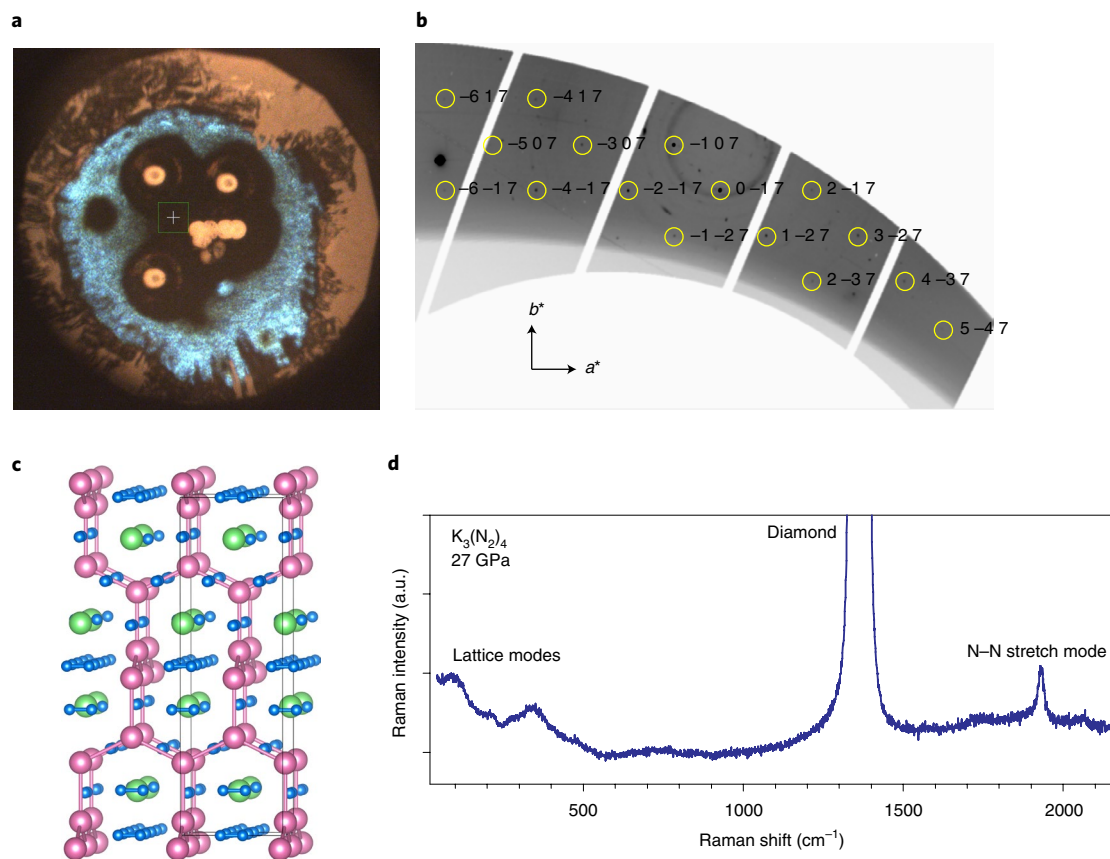 a
b
−6 1 7
−4 1 7
−5 0 7
−3 0 7
−1 0 7
−6 −1 7
−4 −1 7
−2 −1 7
0 −1 7
2 −1 7
−1 −2 7
1 −2 7
3 −2 7
2 −3 7
4 −3 7
5 −4 7
b*
a*
c
d
K₃(N₂)₄
27 GPa
Diamond
Lattice modes
N–N stretch mode
Raman intensity (a.u.)
500
1000
1500
2000
Raman shift (cm⁻¹)